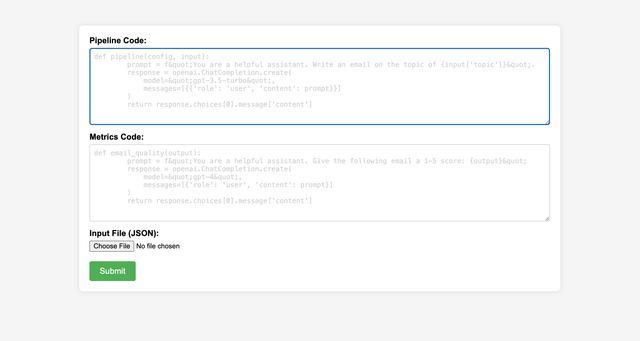 Pipeline Code:
def pipeline(config, input):
        prompt = f&quot;You are a helpful assistant. Write an email on the topic of {input['topic']}&quot;.
        response = openai.ChatCompletion.create(
            model=&quot;gpt-3.5-turbo&quot;,
            messages=[{{'role': 'user', 'content': prompt}}]
        )
        return response.choices[0].message['content']
Metrics Code:
def email_quality(output):
        prompt = f&quot;You are a helpful assistant. Give the following email a 1-5 score: {output}&quot;
        response = openai.ChatCompletion.create(
            model=&quot;gpt-4&quot;,
            messages=[{'role': 'user', 'content': prompt}]
        )
        return response.choices[0].message['content']
Input File (JSON):
Choose File No file chosen
Submit